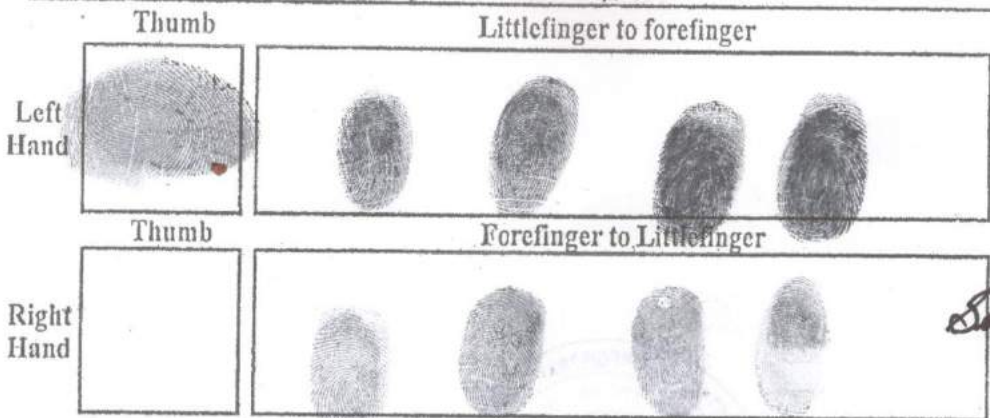 Thumb
Littlefinger to forefinger
Left
Hand
Thumb
Forefinger to Littlefinger
Right
Hand